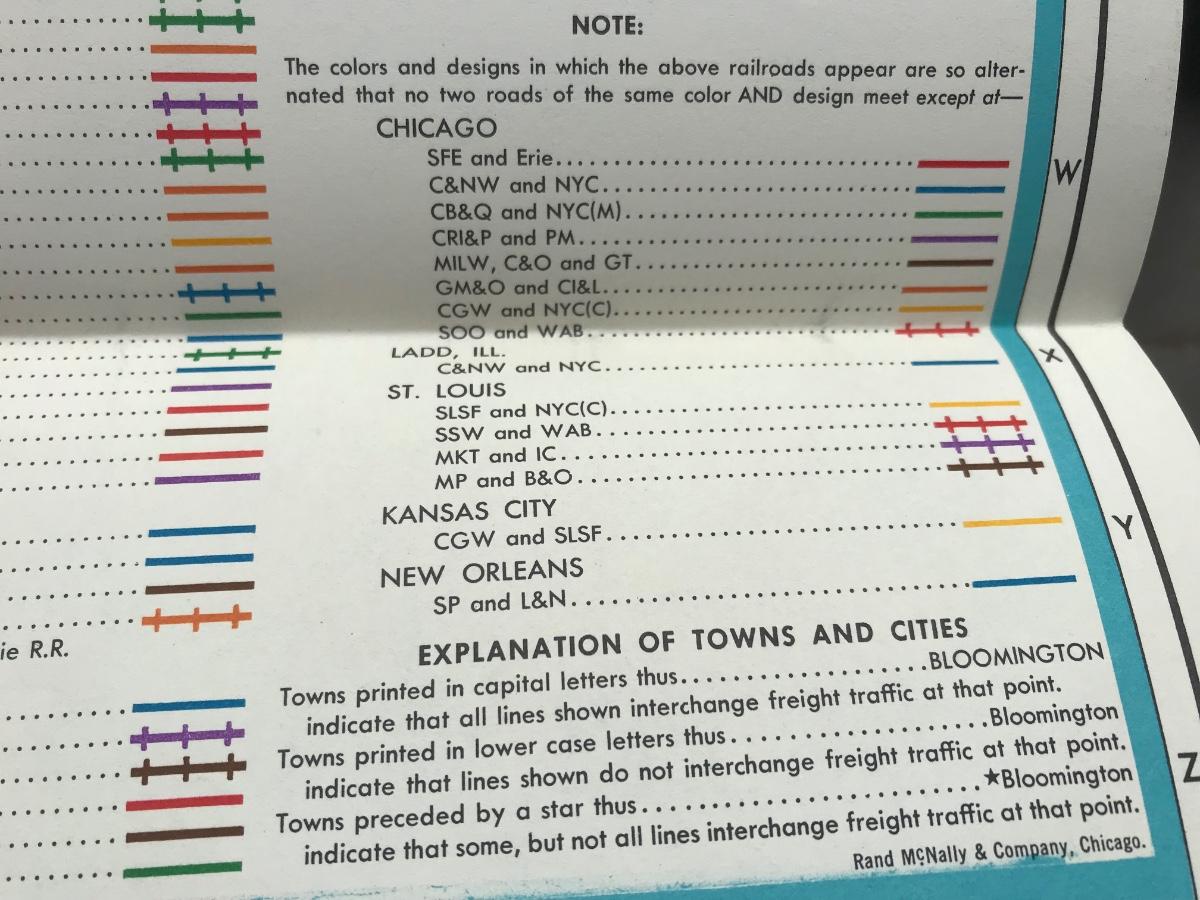 NOTE:
The colors and designs in which the above railroads appear are so alter-
nated that no two roads of the same color AND design meet except at—
CHICAGO
SFE and Erie
C&NW and NYC
CB&Q and NYC(M)
CRI&P and PM
MILW, C&O and GT
GM&O and CI&L
CGW and NYC(C)
SOO and WAB
LADD, ILL.
C&NW and NYC
ST. LOUIS
SLSF and NYC(C)
SSW and WAB
MKT and IC
MP and B&O
KANSAS CITY
CGW and SLSF
NEW ORLEANS
SP and L&N
ie R.R.
EXPLANATION OF TOWNS AND CITIES
Towns printed in capital letters thus....................BLOOMINGTON
indicate that all lines shown interchange freight traffic at that point.
Towns printed in lower case letters thus....................Bloomington
indicate that lines shown do not interchange freight traffic at that point.
Towns preceded by a star thus....................★Bloomington
indicate that some, but not all lines interchange freight traffic at that point.
Rand McNally & Company, Chicago.
W
X
Y
Z